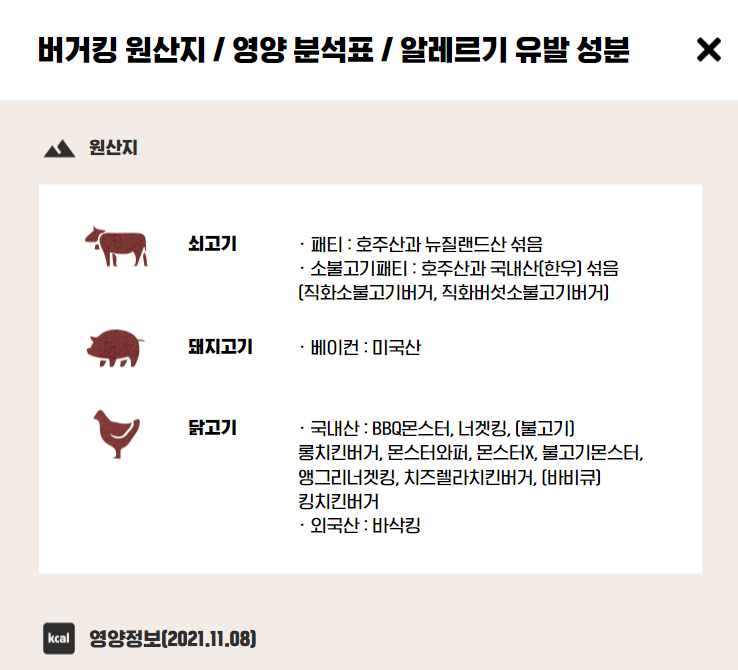 버거킹 원산지 / 영양 분석표 / 알레르기 유발 성분
원산지
쇠고기
· 패티 : 호주산과 뉴질랜드산 섞음
· 소불고기패티 : 호주산과 국내산(한우) 섞음
(직화소불고기버거, 직화버섯소불고기버거)
돼지고기
· 베이컨 : 미국산
닭고기
· 국내산 : BBQ몬스터, 너겟킹, (불고기)
롱치킨버거, 몬스터와퍼, 몬스터X, 불고기몬스터,
앵그리너겟킹, 치즈렐라치킨버거, (바비큐)
킹치킨버거
· 외국산 : 바삭킹
kcal 영양정보(2021.11.08)